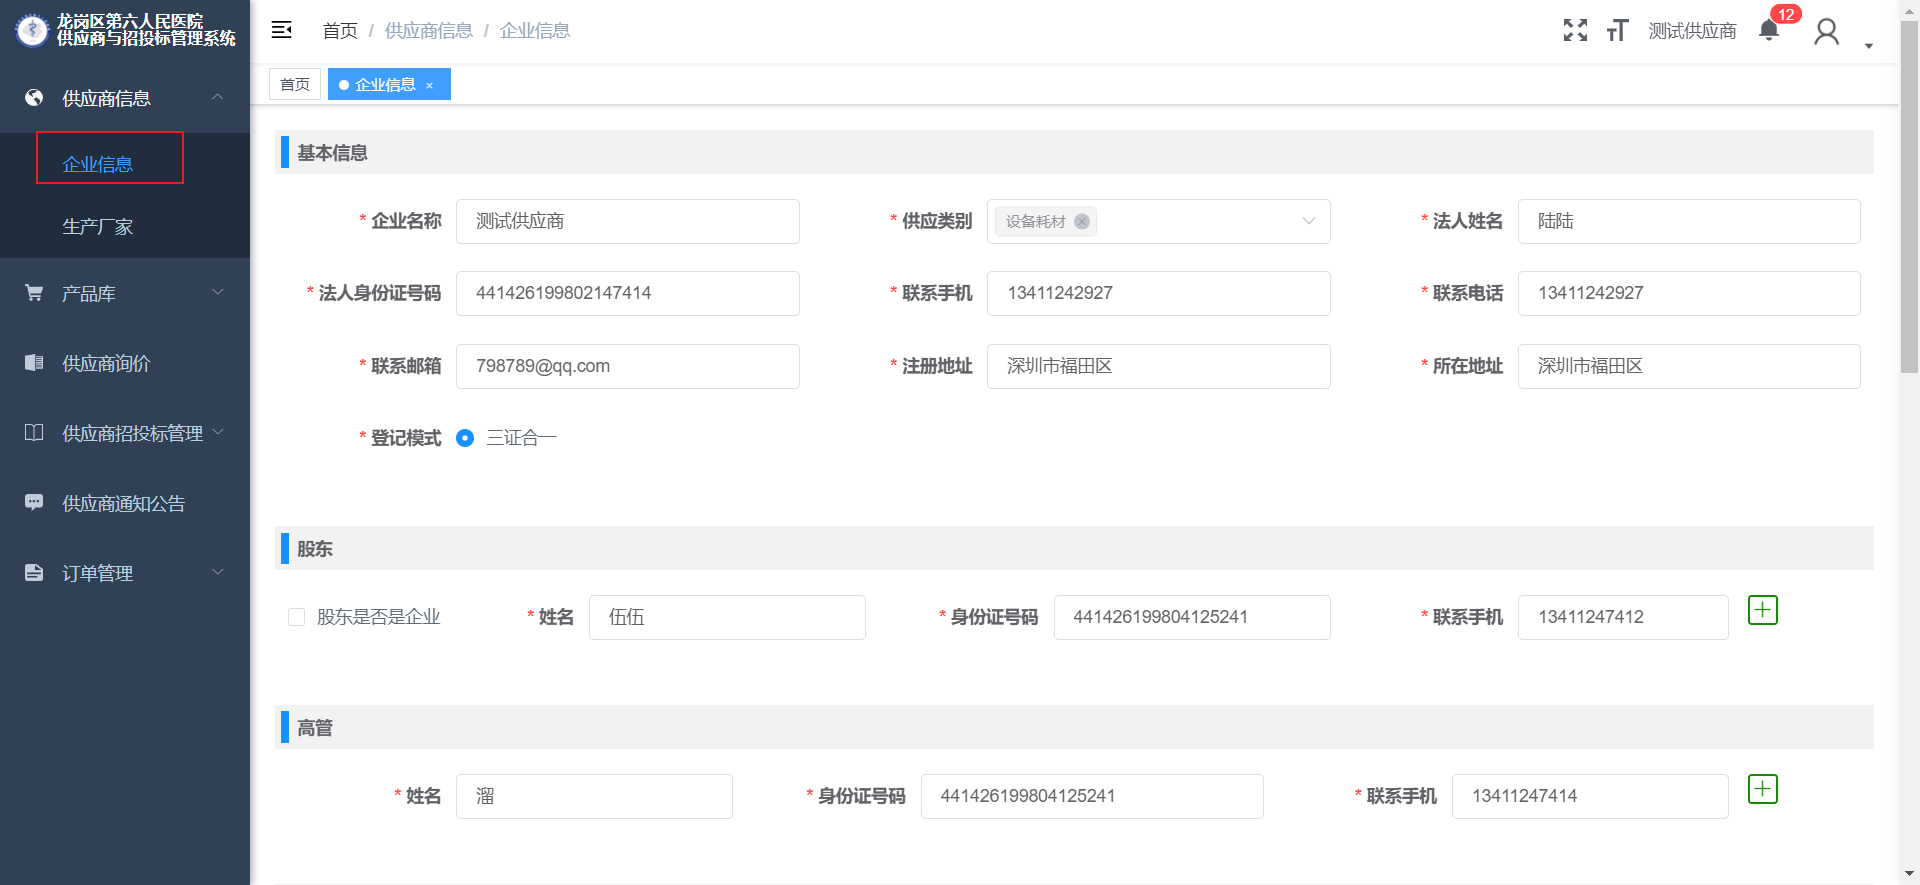 龙岗区第六人民医院
供应商与招投标管理系统
首页 / 供应商信息 / 企业信息
测试供应商
12
首页
企业信息 ×
供应商信息
企业信息
生产厂家
产品库
供应商询价
供应商招投标管理
供应商通知公告
订单管理
基本信息
* 企业名称 测试供应商 * 供应类别 设备耗材 * 法人姓名 陆陆
* 法人身份证号码 441426199802147414 * 联系手机 13411242927 * 联系电话 13411242927
* 联系邮箱 798789@qq.com * 注册地址 深圳市福田区 * 所在地址 深圳市福田区
* 登记模式 三证合一
股东
股东是否是企业 * 姓名 伍伍 * 身份证号码 441426199804125241 * 联系手机 13411247412
高管
* 姓名 溜 * 身份证号码 441426199804125241 * 联系手机 13411247414